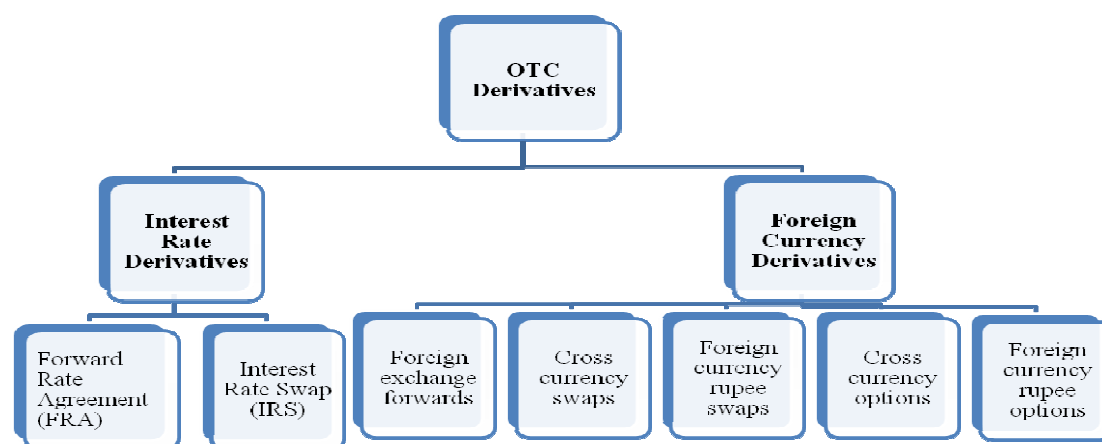 OTC
Derivatives
Interest
Rate
Derivatives
Foreign
Currency
Derivatives
Forward
Rate
Agreement
(FRA)
Interest
Rate Swap
(IRS)
Foreign
exchange
forwards
Cross
currency
swaps
Foreign
currency
rupee
swaps
Cross
currency
options
Foreign
currency
rupee
options